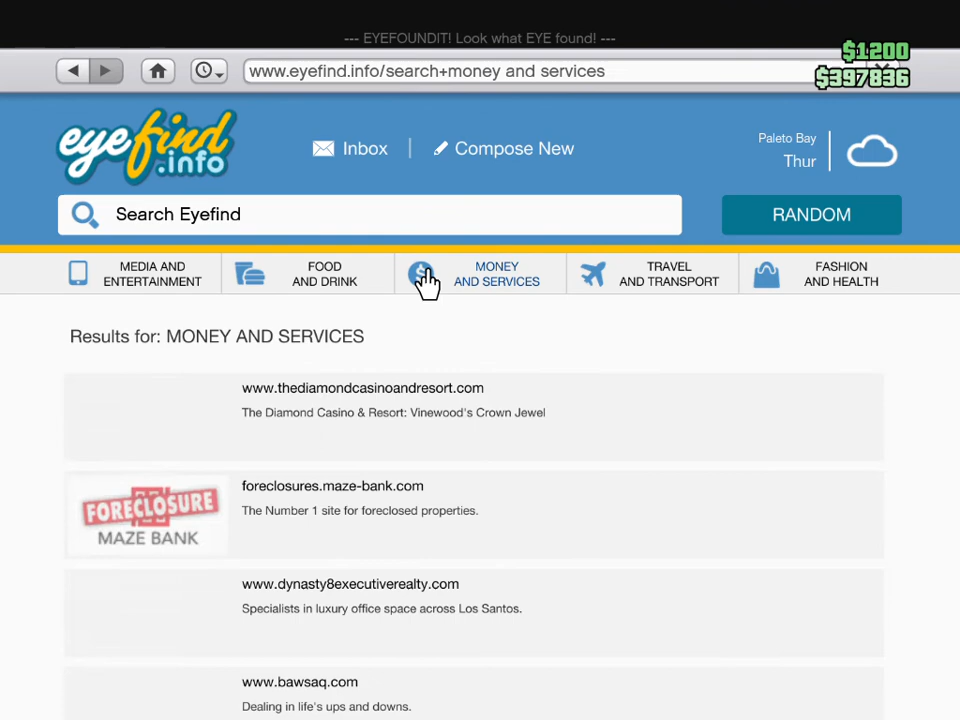 --- EYEFOUNDIT! Look what EYE found! ---
$1200
www.eyefind.info/search+money and services
$397836
eyefind
.info
Inbox | Compose New
Paleto Bay
Thur
Search Eyefind
RANDOM
MEDIA AND
ENTERTAINMENT
FOOD
AND DRINK
MONEY
AND SERVICES
TRAVEL
AND TRANSPORT
FASHION
AND HEALTH
Results for: MONEY AND SERVICES
www.thediamondcasinoandresort.com
The Diamond Casino & Resort: Vinewood's Crown Jewel
FORECLOSURE
MAZE BANK
foreclosures.maze-bank.com
The Number 1 site for foreclosed properties.
www.dynasty8executiverealty.com
Specialists in luxury office space across Los Santos.
www.bawsaq.com
Dealing in life's ups and downs.